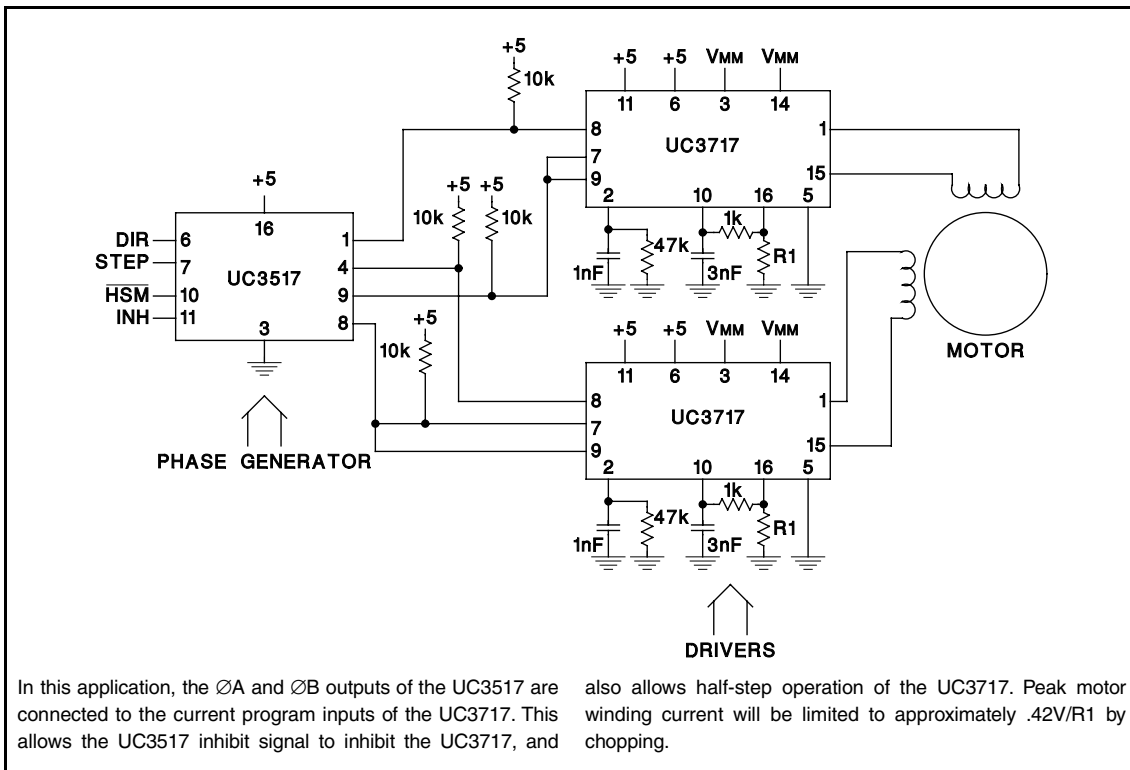 +5
10k
+5 +5 VMM VMM
11 6 3 14
8
UC3717
1
7
9
15
2 10 16 5
1k
47k
1nF
3nF
R1
+5 +5
10k 10k
+5
16
DIR 6
STEP 7
HSM 10
INH 11
UC3517
1
4
9
8
3
+5
10k
PHASE GENERATOR
+5 +5 VMM VMM
11 6 3 14
8
UC3717
1
7
9
15
2 10 16 5
1k
47k
1nF
3nF
R1
MOTOR
DRIVERS
In this application, the ∅A and ∅B outputs of the UC3517 are
connected to the current program inputs of the UC3717. This
allows the UC3517 inhibit signal to inhibit the UC3717, and
also allows half-step operation of the UC3717. Peak motor
winding current will be limited to approximately .42V/R1 by
chopping.